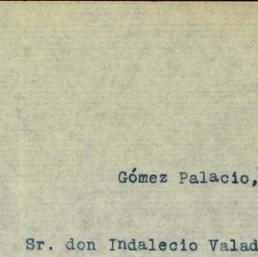 Gómez Palacio,
Sr. don Indalecio Valad